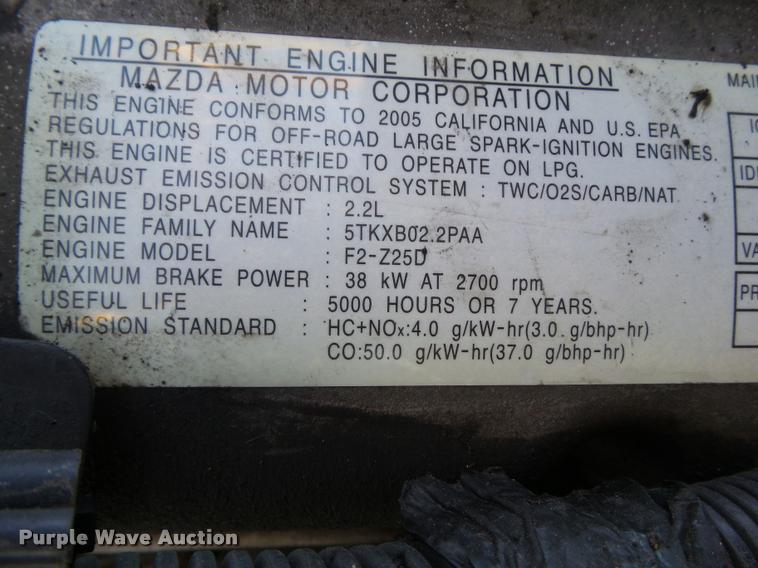 IMPORTANT ENGINE INFORMATION
MAZDA MOTOR CORPORATION
THIS ENGINE CONFORMS TO 2005 CALIFORNIA AND U.S. EPA
REGULATIONS FOR OFF-ROAD LARGE SPARK-IGNITION ENGINES.
THIS ENGINE IS CERTIFIED TO OPERATE ON LPG.
EXHAUST EMISSION CONTROL SYSTEM : TWC/O2S/CARB/NAT
ENGINE DISPLACEMENT : 2.2L
ENGINE FAMILY NAME : 5TKXB02.2PAA
ENGINE MODEL : F2-Z25D
MAXIMUM BRAKE POWER : 38 kW AT 2700 rpm
USEFUL LIFE : 5000 HOURS OR 7 YEARS.
EMISSION STANDARD : HC+NOx:4.0 g/kW-hr(3.0 g/bhp-hr)
CO:50.0 g/kW-hr(37.0 g/bhp-hr)
MAIN
IDI
VA
PR
Purple Wave Auction